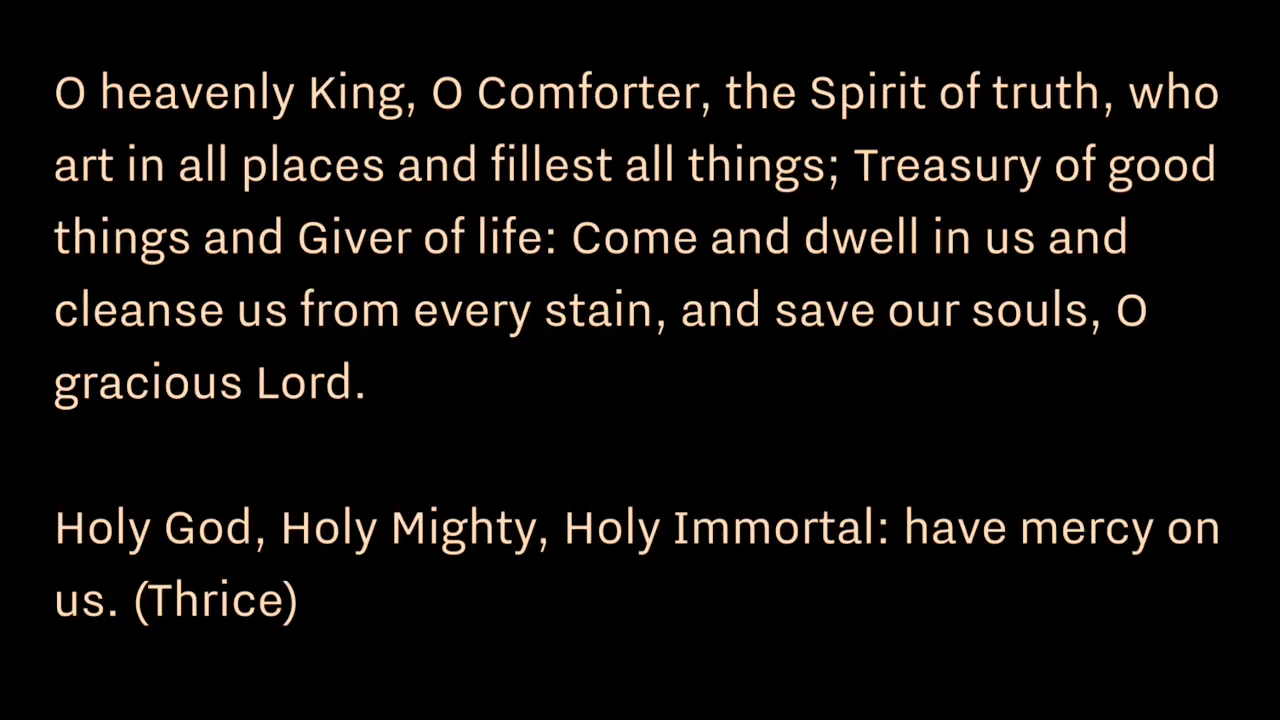 O heavenly King, O Comforter, the Spirit of truth, who
art in all places and fillest all things; Treasury of good
things and Giver of life: Come and dwell in us and
cleanse us from every stain, and save our souls, O
gracious Lord.
Holy God, Holy Mighty, Holy Immortal: have mercy on
us. (Thrice)